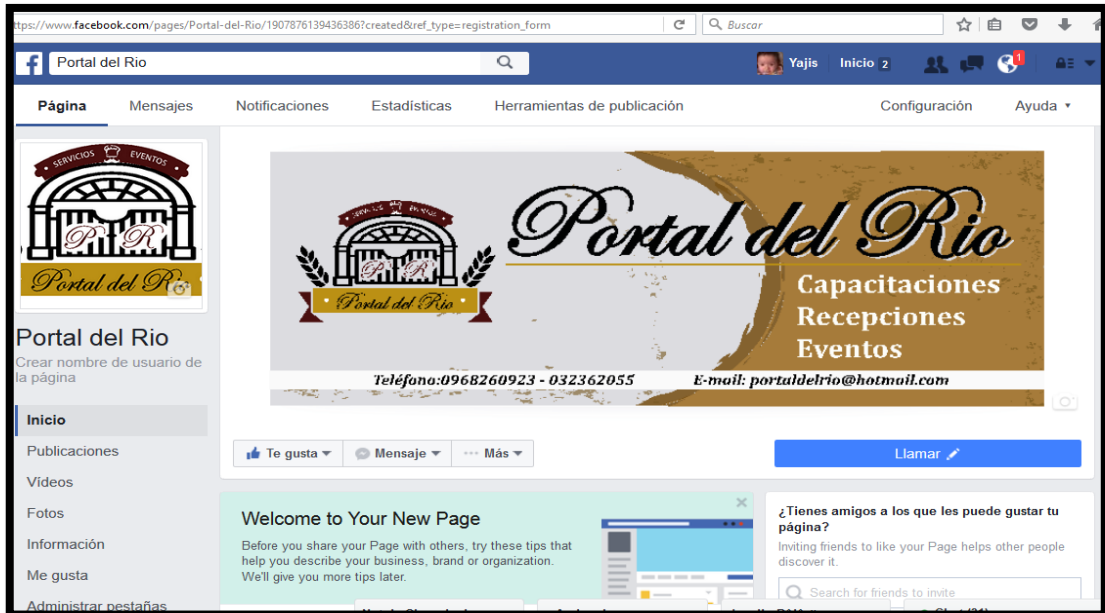 ttps://www.facebook.com/pages/Portal-del-Rio/1907876139436386?created&ref_type=registration_form
Buscar
Portal del Rio
Yajis Inicio 2
1
Página Mensajes Notificaciones Estadísticas Herramientas de publicación Configuración Ayuda
SERVICIOS EVENTOS
P R
Portal del Rio
Portal del Rio
Crear nombre de usuario de
la página
Inicio
Publicaciones
Vídeos
Fotos
Información
Me gusta
Administrar pestañas
P R
Portal del Rio
Portal del Rio
Capacitaciones
Recepciones
Eventos
Teléfono:0968260923 - 032362055 E-mail: portaldelrio@hotmail.com
Te gusta Mensaje Más
Llamar
Welcome to Your New Page
Before you share your Page with others, try these tips that
help you describe your business, brand or organization.
We'll give you more tips later.
¿Tienes amigos a los que les puede gustar tu
página?
Inviting friends to like your Page helps other people
discover it.
Search for friends to invite